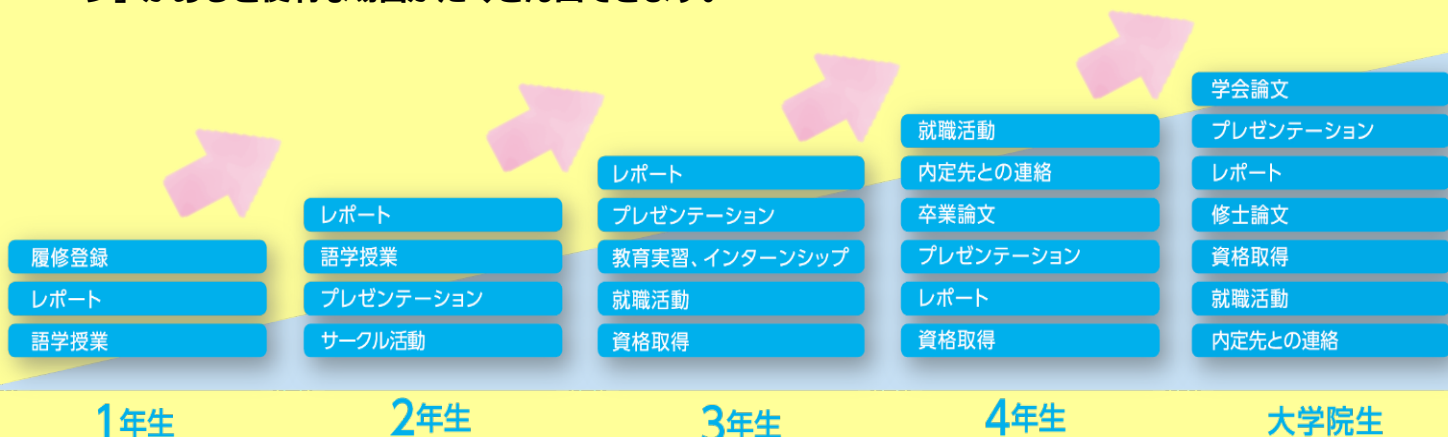 履修登録
レポート
語学授業
1年生
レポート
語学授業
プレゼンテーション
サークル活動
2年生
レポート
プレゼンテーション
教育実習、インターンシップ
就職活動
資格取得
3年生
就職活動
内定先との連絡
卒業論文
プレゼンテーション
レポート
資格取得
4年生
学会論文
プレゼンテーション
レポート
修士論文
資格取得
就職活動
内定先との連絡
大学院生